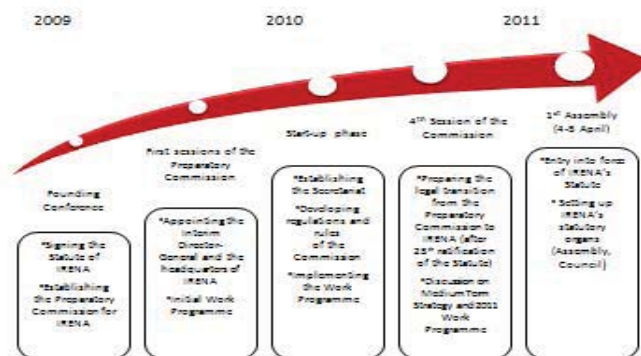 2009
2010
2011
Founding
Conference
*Signing the
Statute of
IRENA
*Establishing
the Preparatory
Commission for
IRENA
First sessions of the
Preparatory
Commission
*Appointing the
Interim
Director-
General and the
headquarters of
IRENA
*Initial Work
Programme
Start-up phase
*Establishing
the Secretariat
*Developing
regulations and
rules
of the
Commission
*Implementing
the Work
Programme
4th Session of the
Commission
*Preparing the
legal transition
from the
Preparatory
Commission to
IRENA (after
25th ratification
of the Statute)
*Discussion on
Medium Term
Strategy and 2011
Work
Programme
1st Assembly
(4-5 April)
*Entry into force
of IRENA's
Statute
* Setting up
IRENA's
statutory
organs
(Assembly,
Council)